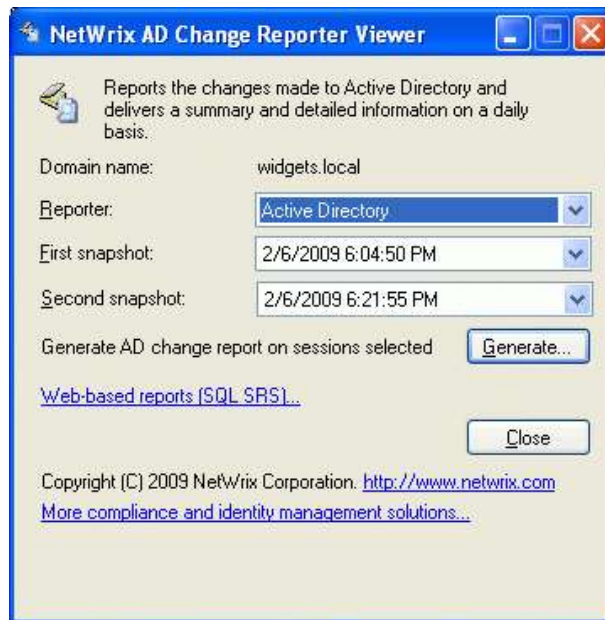 NetWrix AD Change Reporter Viewer
Reports the changes made to Active Directory and
delivers a summary and detailed information on a daily
basis.
Domain name: widgets.local
Reporter: Active Directory
First snapshot: 2/6/2009 6:04:50 PM
Second snapshot: 2/6/2009 6:21:55 PM
Generate AD change report on sessions selected Generate...
Web-based reports (SQL SRS)...
Close
Copyright (C) 2009 NetWrix Corporation. http://www.netwrix.com
More compliance and identity management solutions...